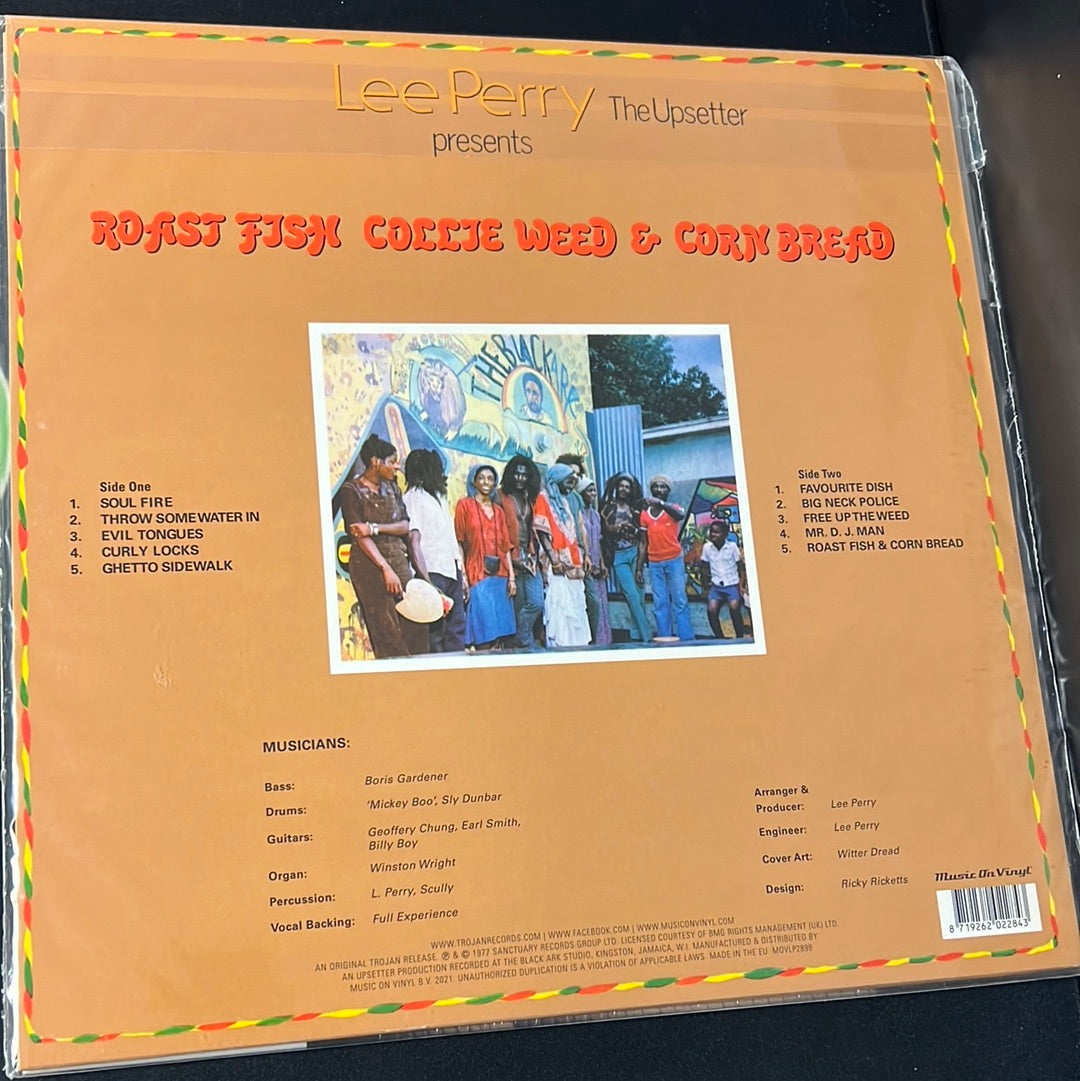 Lee Perry The Upsetter
presents
ROAST FISH COLLIE WEED & CORN BREAD
THE BLACK ARK
Side One
1. SOUL FIRE
2. THROW SOME WATER IN
3. EVIL TONGUES
4. CURLY LOCKS
5. GHETTO SIDEWALK
Side Two
1. FAVOURITE DISH
2. BIG NECK POLICE
3. FREE UP THE WEED
4. MR. D. J. MAN
5. ROAST FISH & CORN BREAD
MUSICIANS:
Bass: Boris Gardener
Drums: 'Mickey Boo', Sly Dunbar
Guitars: Geoffery Chung, Earl Smith,
Billy Boy
Organ: Winston Wright
Percussion: L. Perry, Scully
Vocal Backing: Full Experience
Arranger &
Producer: Lee Perry
Engineer: Lee Perry
Cover Art: Witter Dread
Design: Ricky Ricketts
Music On Vinyl
8 719262 022843
WWW.TROJANRECORDS.COM | WWW.FACEBOOK.COM | WWW.MUSICONVINYL.COM
AN ORIGINAL TROJAN RELEASE. ℗ & © 1977 SANCTUARY RECORDS GROUP LTD. LICENSED COURTESY OF BMG RIGHTS MANAGEMENT (UK) LTD.
AN UPSETTER PRODUCTION RECORDED AT THE BLACK ARK STUDIO, KINGSTON, JAMAICA, W.I. MANUFACTURED & DISTRIBUTED BY
MUSIC ON VINYL B.V. 2021. UNAUTHORIZED DUPLICATION IS A VIOLATION OF APPLICABLE LAWS. MADE IN THE EU. MOVLP2899